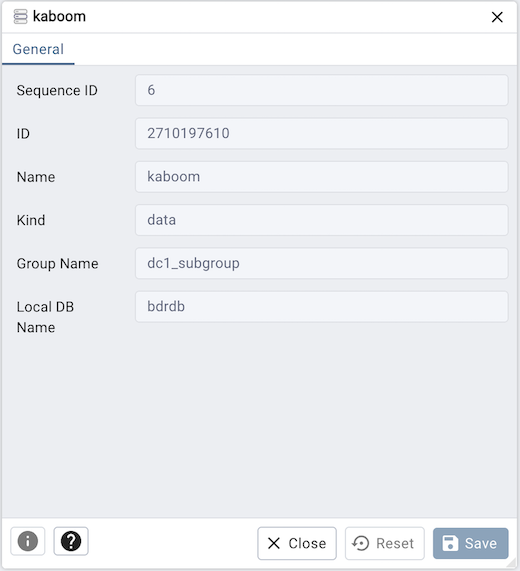 kaboom
General
Sequence ID
6
ID
2710197610
Name
kaboom
Kind
data
Group Name
dc1_subgroup
Local DB
Name
bdrdb
Close
Reset
Save